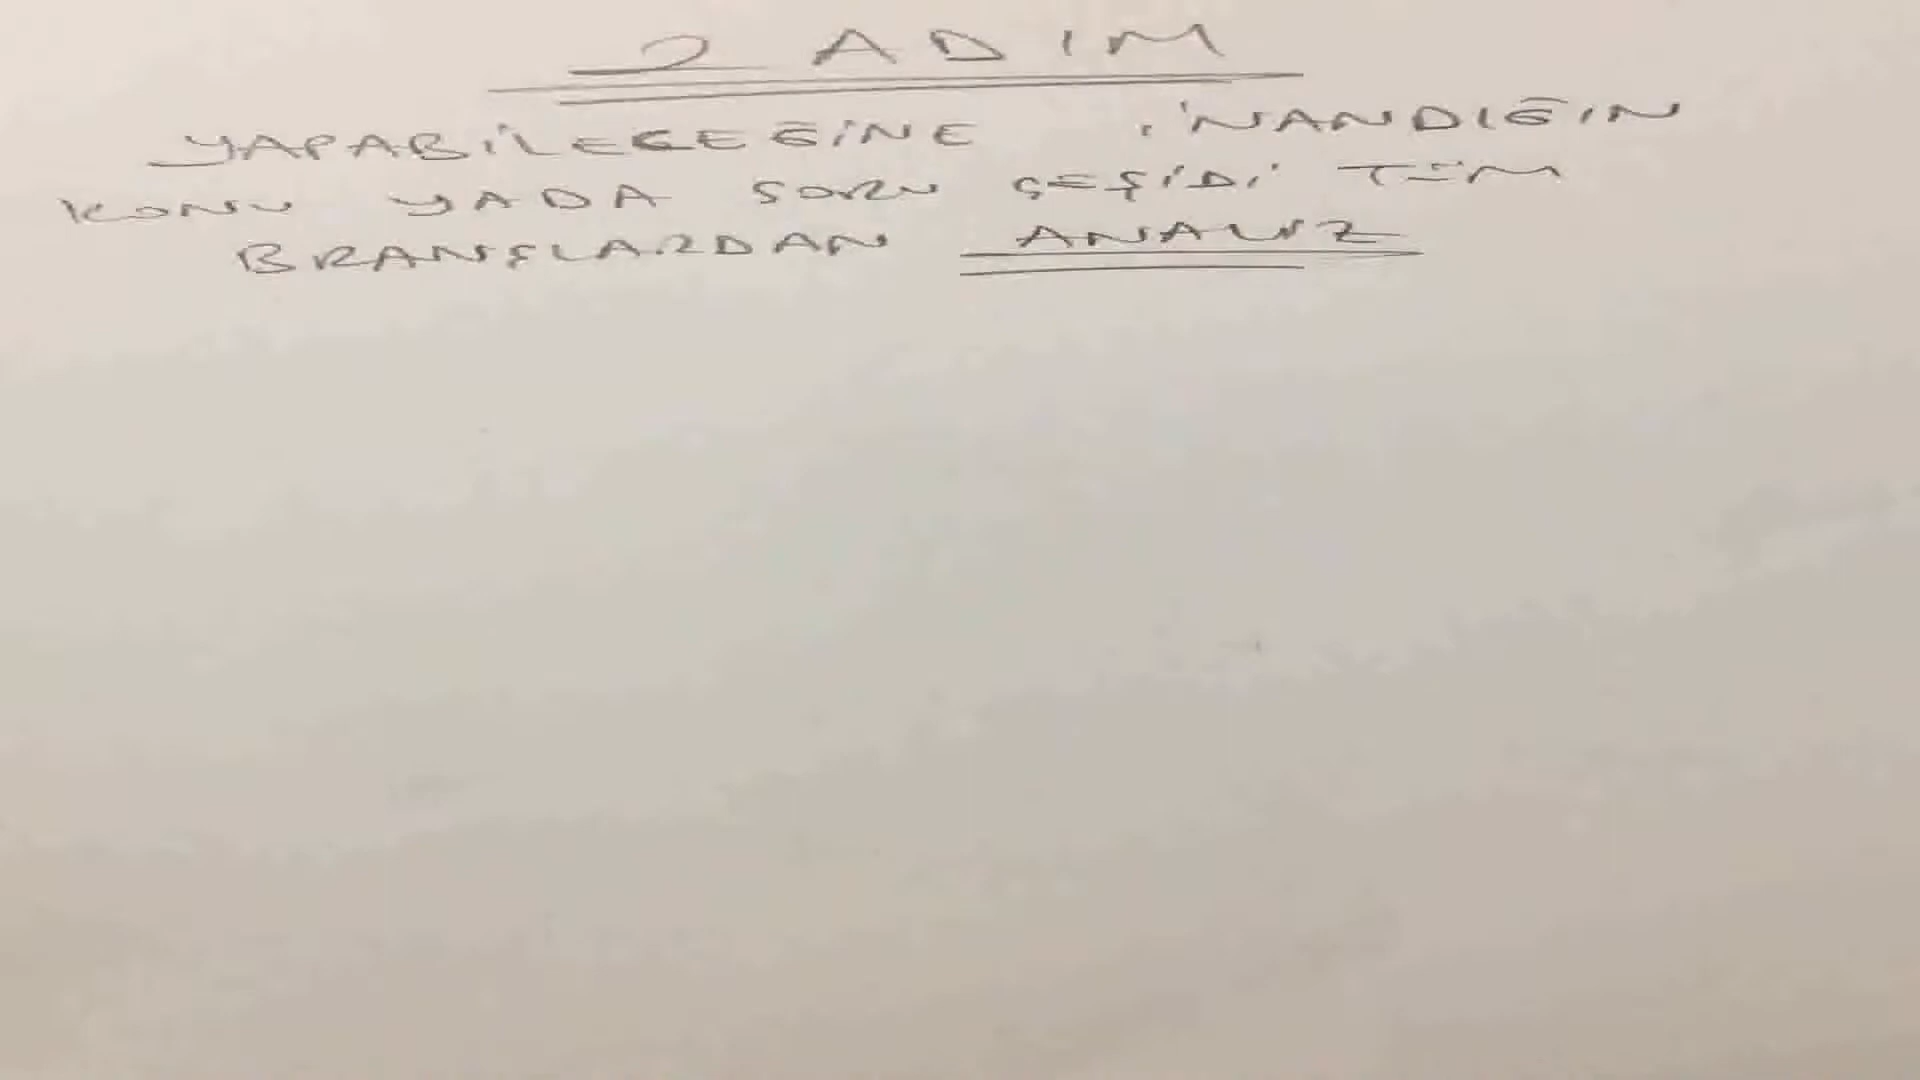 2 ADIM
YAPABİLECEĞİNE İNANDIĞIN
KONU YADA SORU ÇEŞİDİ TÜM
BRANŞLARDAN ANALİZ